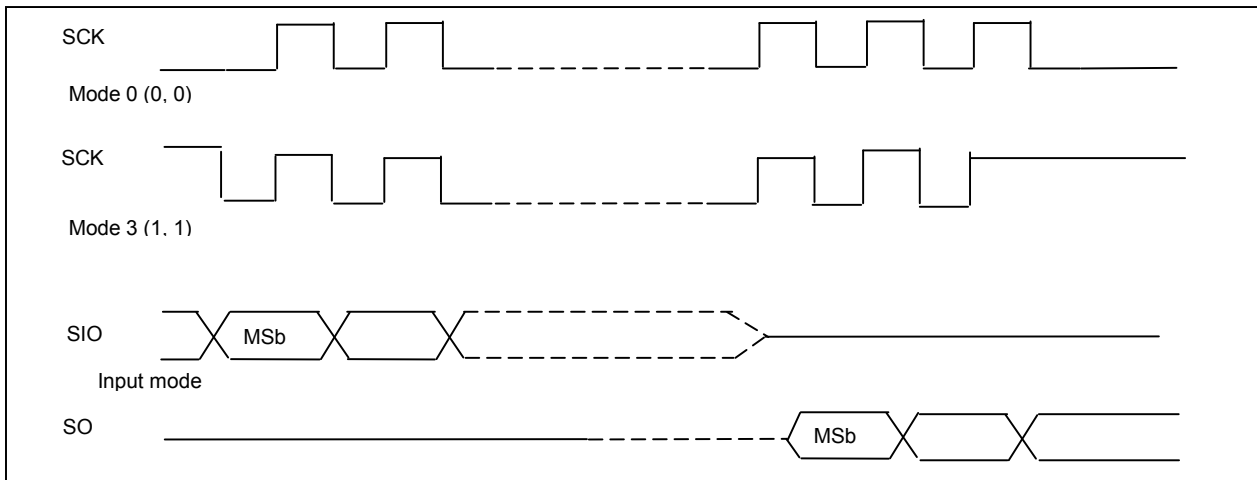 SCK
Mode 0 (0, 0)
SCK
Mode 3 (1, 1)
SIO
MSb
Input mode
SO
MSb